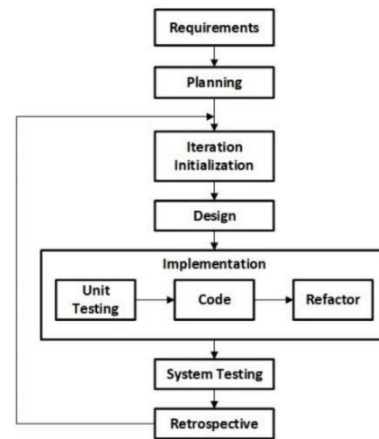 Requirements
Planning
Iteration
Initialization
Design
Implementation
Unit
Testing
Code
Refactor
System Testing
Retrospective